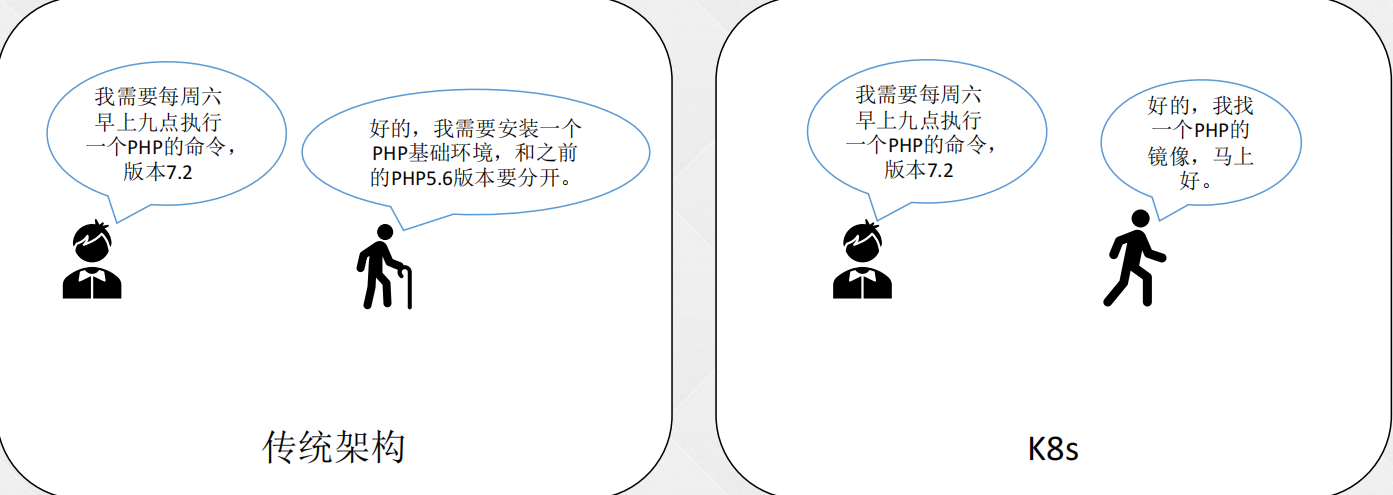 我需要每周六
早上九点执行
一个PHP的命令，
版本7.2
好的，我需要安装一个
PHP基础环境，和之前
的PHP5.6版本要分开。
传统架构
我需要每周六
早上九点执行
一个PHP的命令，
版本7.2
好的，我找
一个PHP的
镜像，马上
好。
K8s